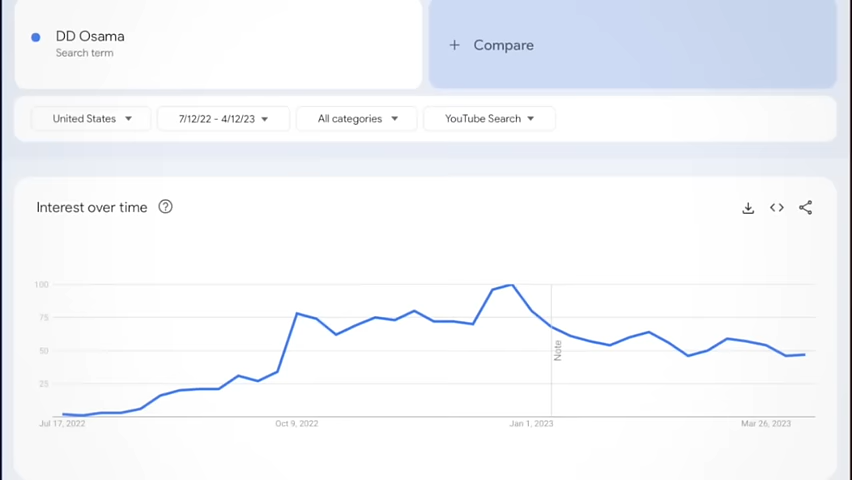 DD Osama
Search term
+ Compare
United States
7/12/22 - 4/12/23
All categories
YouTube Search
Interest over time
100
75
50
25
Note
Jul 17, 2022
Oct 9, 2022
Jan 1, 2023
Mar 26, 2023